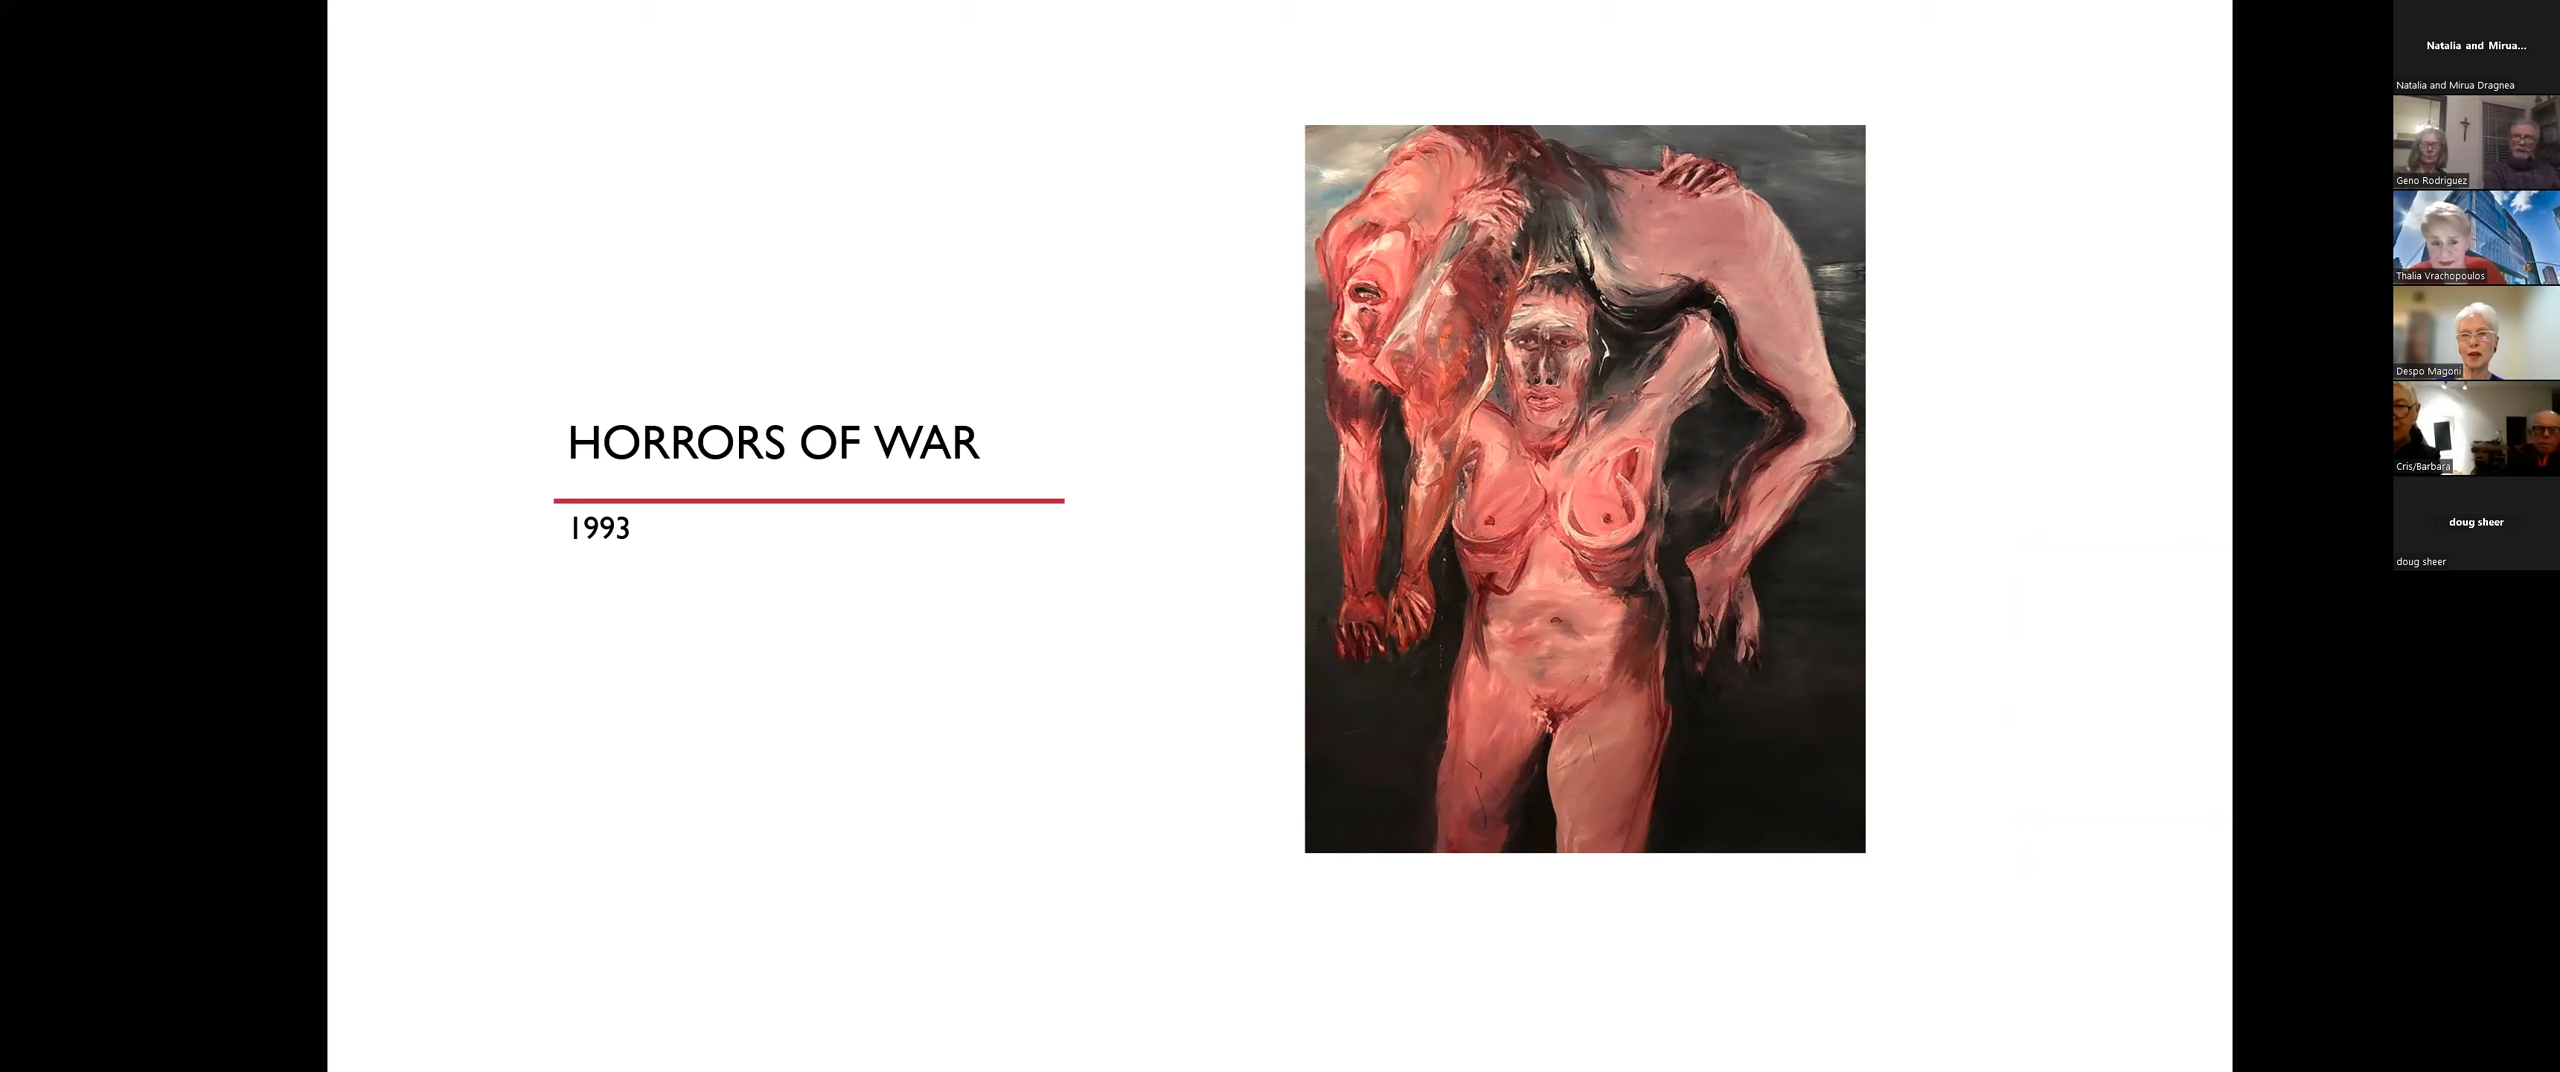 HORRORS OF WAR
1993
Natalia and Mirua...
Natalia and Mirua Dragnea
Geno Rodriguez
Thalia Vrachopoulos
Despo Magoni
Cris/Barbara
doug sheer
doug sheer